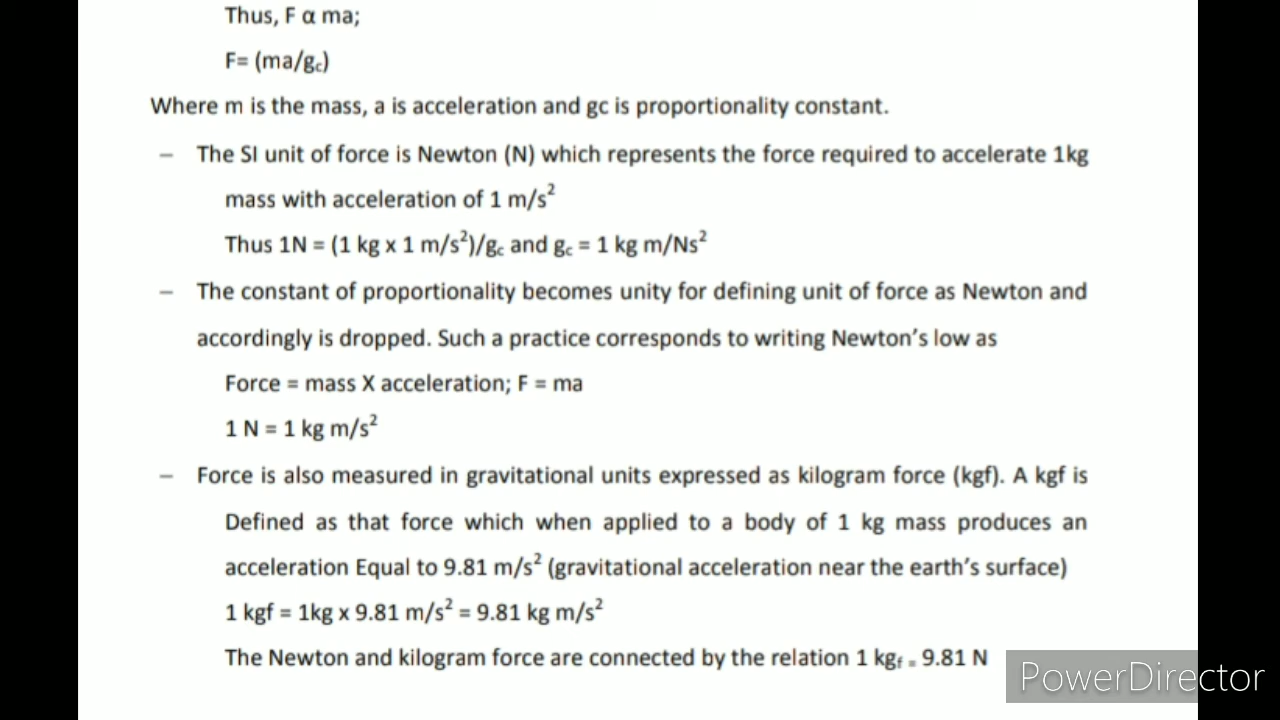 Thus, F α ma;
F= (ma/gc)
Where m is the mass, a is acceleration and gc is proportionality constant.
– The SI unit of force is Newton (N) which represents the force required to accelerate 1kg
mass with acceleration of 1 m/s²
Thus 1N = (1 kg x 1 m/s²)/gc and gc = 1 kg m/Ns²
– The constant of proportionality becomes unity for defining unit of force as Newton and
accordingly is dropped. Such a practice corresponds to writing Newton's low as
Force = mass X acceleration; F = ma
1 N = 1 kg m/s²
– Force is also measured in gravitational units expressed as kilogram force (kgf). A kgf is
Defined as that force which when applied to a body of 1 kg mass produces an
acceleration Equal to 9.81 m/s² (gravitational acceleration near the earth's surface)
1 kgf = 1kg x 9.81 m/s² = 9.81 kg m/s²
The Newton and kilogram force are connected by the relation 1 kgf = 9.81 N
PowerDirector